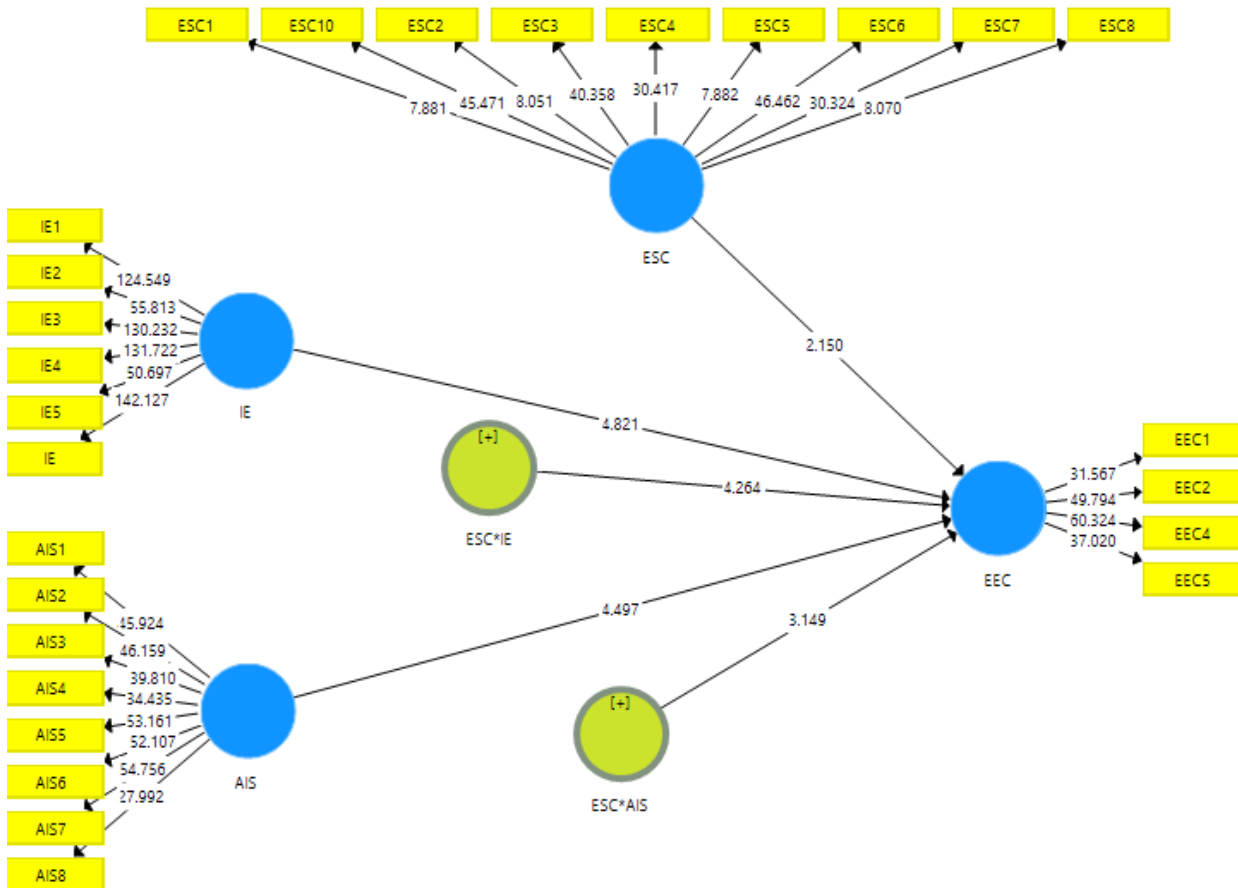 ESC1 ESC10 ESC2 ESC3 ESC4 ESC5 ESC6 ESC7 ESC8
7.881 45.471 8.051 40.358 30.417 7.882 46.462 30.324 8.070
ESC
IE1
IE2
IE3
IE4
IE5
IE
124.549
55.813
130.232
131.722
50.697
142.127
IE
2.150
4.821
[+]
4.264
ESC*IE
EEC1
EEC2
EEC4
EEC5
31.567
49.794
60.324
37.020
EEC
AIS1
AIS2
AIS3
AIS4
AIS5
AIS6
AIS7
AIS8
45.924
46.159
39.810
34.435
53.161
52.107
54.756
27.992
AIS
4.497
3.149
[+]
ESC*AIS